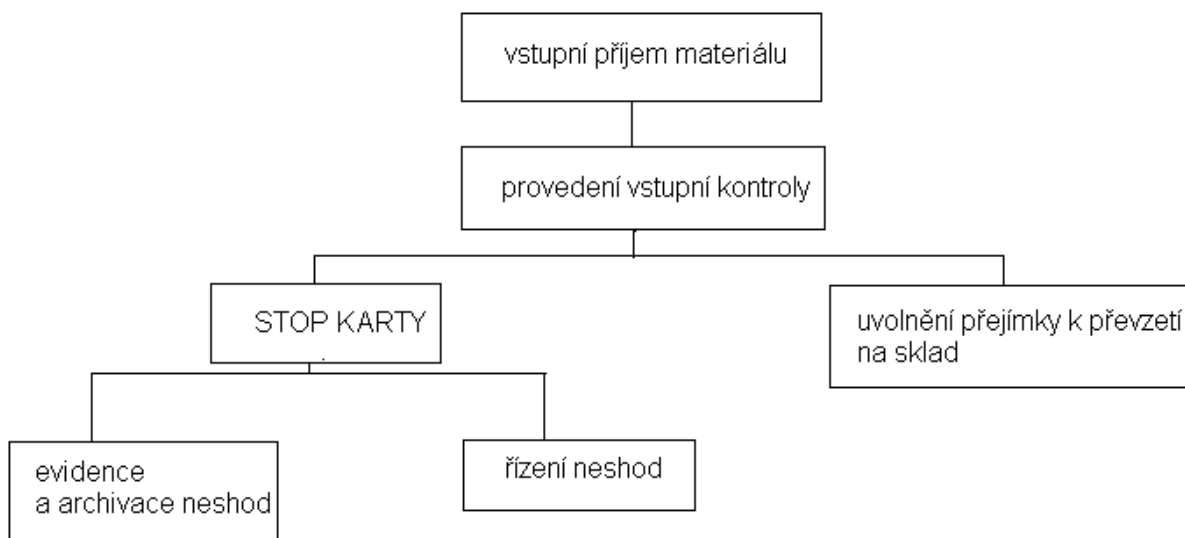 vstupní příjem materiálu
provedení vstupní kontroly
STOP KARTY
uvolnění přejímky k převzetí
na sklad
evidence
a archivace neshod
řízení neshod